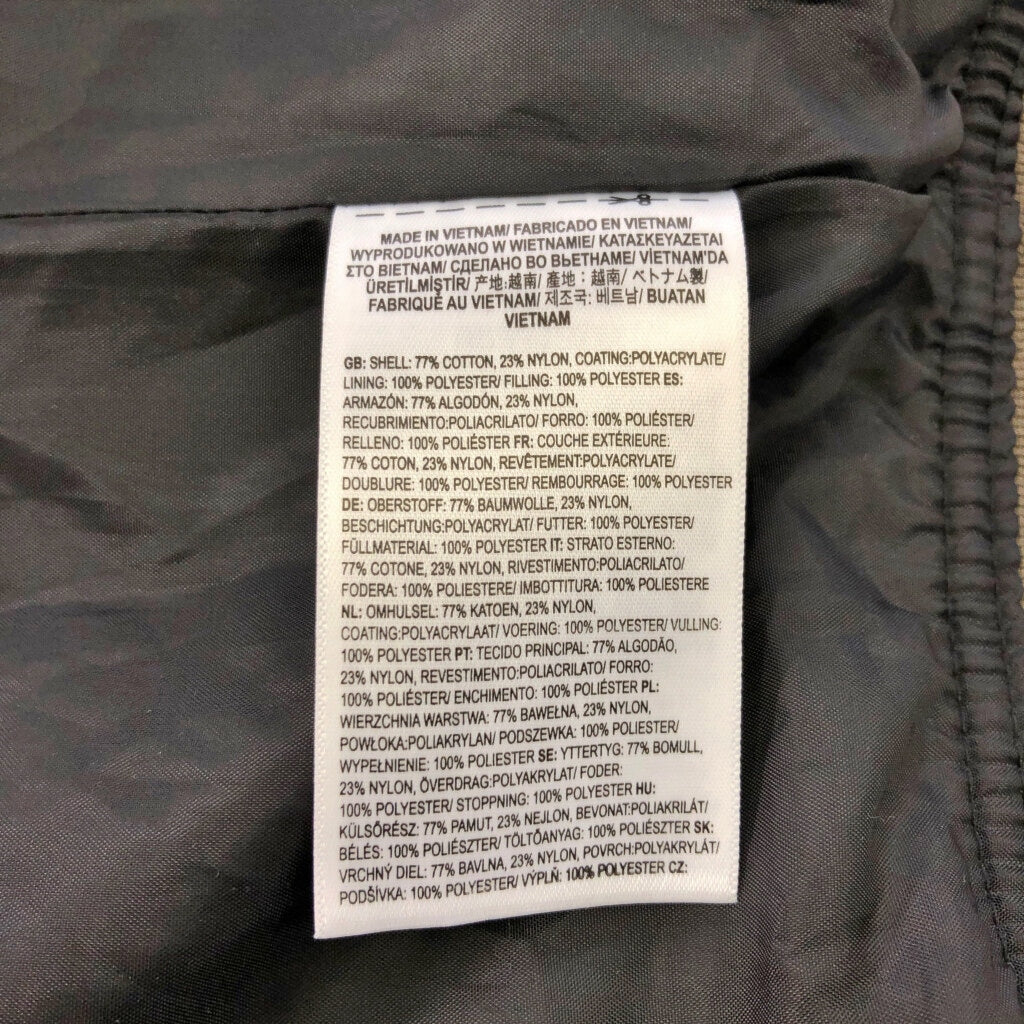 MADE IN VIETNAM/ FABRICADO EN VIETNAM/
WYPRODUKOWANO W WIETNAMIE/ ΚΑΤΑΣΚΕΥΑΖΕΤΑΙ
ΣΤΟ ΒΙΕΤΝΑΜ/ СДЕЛАНО ВО ВЬЕТНАМЕ/ VİETNAM'DA
ÜRETİLMİŞTİR/ 产地:越南/ 產地：越南/ ベトナム製/
FABRIQUÉ AU VIETNAM/ 제조국: 베트남/ BUATAN
VIETNAM
GB: SHELL: 77% COTTON, 23% NYLON, COATING:POLYACRYLATE/
LINING: 100% POLYESTER/ FILLING: 100% POLYESTER ES:
ARMAZÓN: 77% ALGODÓN, 23% NYLON,
RECUBRIMIENTO:POLIACRILATO/ FORRO: 100% POLIÉSTER/
RELLENO: 100% POLIÉSTER FR: COUCHE EXTÉRIEURE:
77% COTON, 23% NYLON, REVÊTEMENT:POLYACRYLATE/
DOUBLURE: 100% POLYESTER/ REMBOURRAGE: 100% POLYESTER
DE: OBERSTOFF: 77% BAUMWOLLE, 23% NYLON,
BESCHICHTUNG:POLYACRYLAT/ FUTTER: 100% POLYESTER/
FÜLLMATERIAL: 100% POLYESTER IT: STRATO ESTERNO:
77% COTONE, 23% NYLON, RIVESTIMENTO:POLIACRILATO/
FODERA: 100% POLIESTERE/ IMBOTTITURA: 100% POLIESTERE
NL: OMHULSEL: 77% KATOEN, 23% NYLON,
COATING:POLYACRYLAAT/ VOERING: 100% POLYESTER/ VULLING:
100% POLYESTER PT: TECIDO PRINCIPAL: 77% ALGODÃO,
23% NYLON, REVESTIMENTO:POLIACRILATO/ FORRO:
100% POLIÉSTER/ ENCHIMENTO: 100% POLIÉSTER PL:
WIERZCHNIA WARSTWA: 77% BAWEŁNA, 23% NYLON,
POWŁOKA:POLIAKRYLAN/ PODSZEWKA: 100% POLIESTER/
WYPEŁNIENIE: 100% POLIESTER SE: YTTERTYG: 77% BOMULL,
23% NYLON, ÖVERDRAG:POLYAKRYLAT/ FODER:
100% POLYESTER/ STOPPNING: 100% POLYESTER HU:
KÜLSŐRÉSZ: 77% PAMUT, 23% NEJLON, BEVONAT:POLIAKRILÁT/
BÉLÉS: 100% POLIÉSZTER/ TÖLTŐANYAG: 100% POLIÉSZTER SK:
VRCHNÝ DIEL: 77% BAVLNA, 23% NYLON, POVRCH:POLYAKRYLÁT/
PODŠÍVKA: 100% POLYESTER/ VÝPLŇ: 100% POLYESTER CZ: